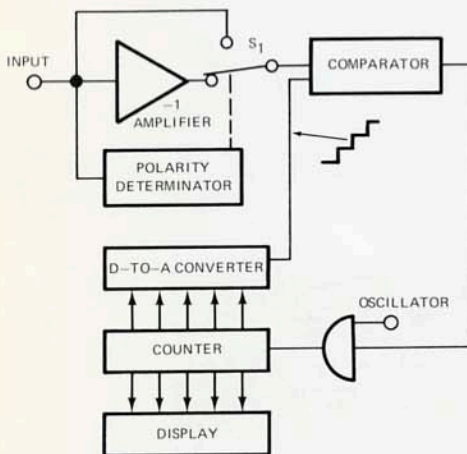 S1
INPUT
COMPARATOR
−1
AMPLIFIER
POLARITY
DETERMINATOR
D–TO–A CONVERTER
OSCILLATOR
COUNTER
DISPLAY